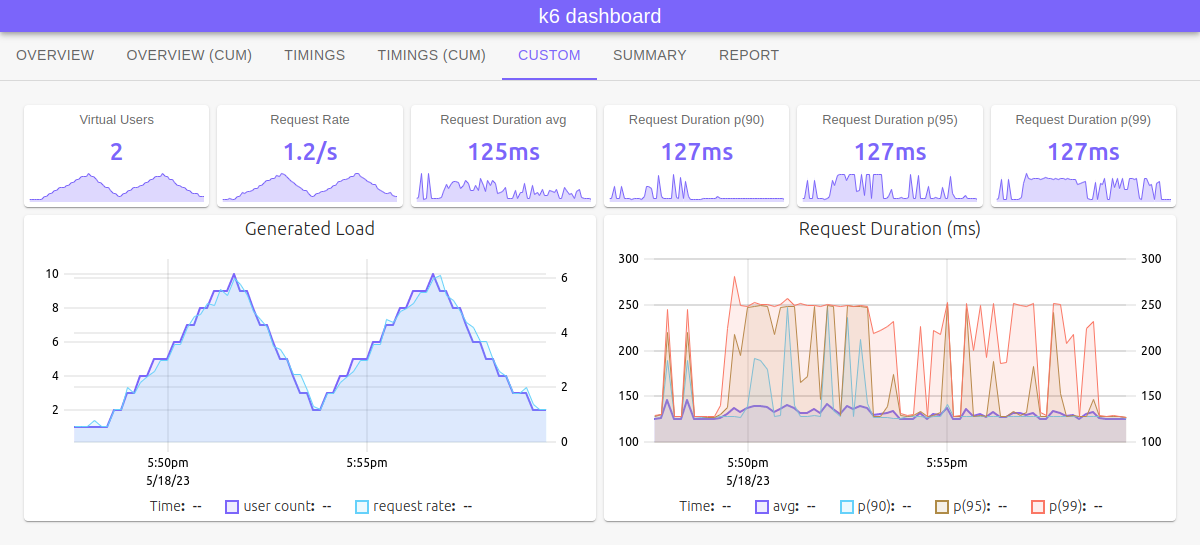 k6 dashboard
OVERVIEW OVERVIEW (CUM) TIMINGS TIMINGS (CUM) CUSTOM SUMMARY REPORT
Virtual Users Request Rate Request Duration avg Request Duration p(90) Request Duration p(95) Request Duration p(99)
2 1.2/s 125ms 127ms 127ms 127ms
Generated Load
10 6
8
6 4
4
2 2
0
5:50pm 5:55pm
5/18/23
Time: -- user count: -- request rate: --
Request Duration (ms)
300 300
250 250
200 200
150 150
100 100
5:50pm 5:55pm
5/18/23
Time: -- avg: -- p(90): -- p(95): -- p(99): --